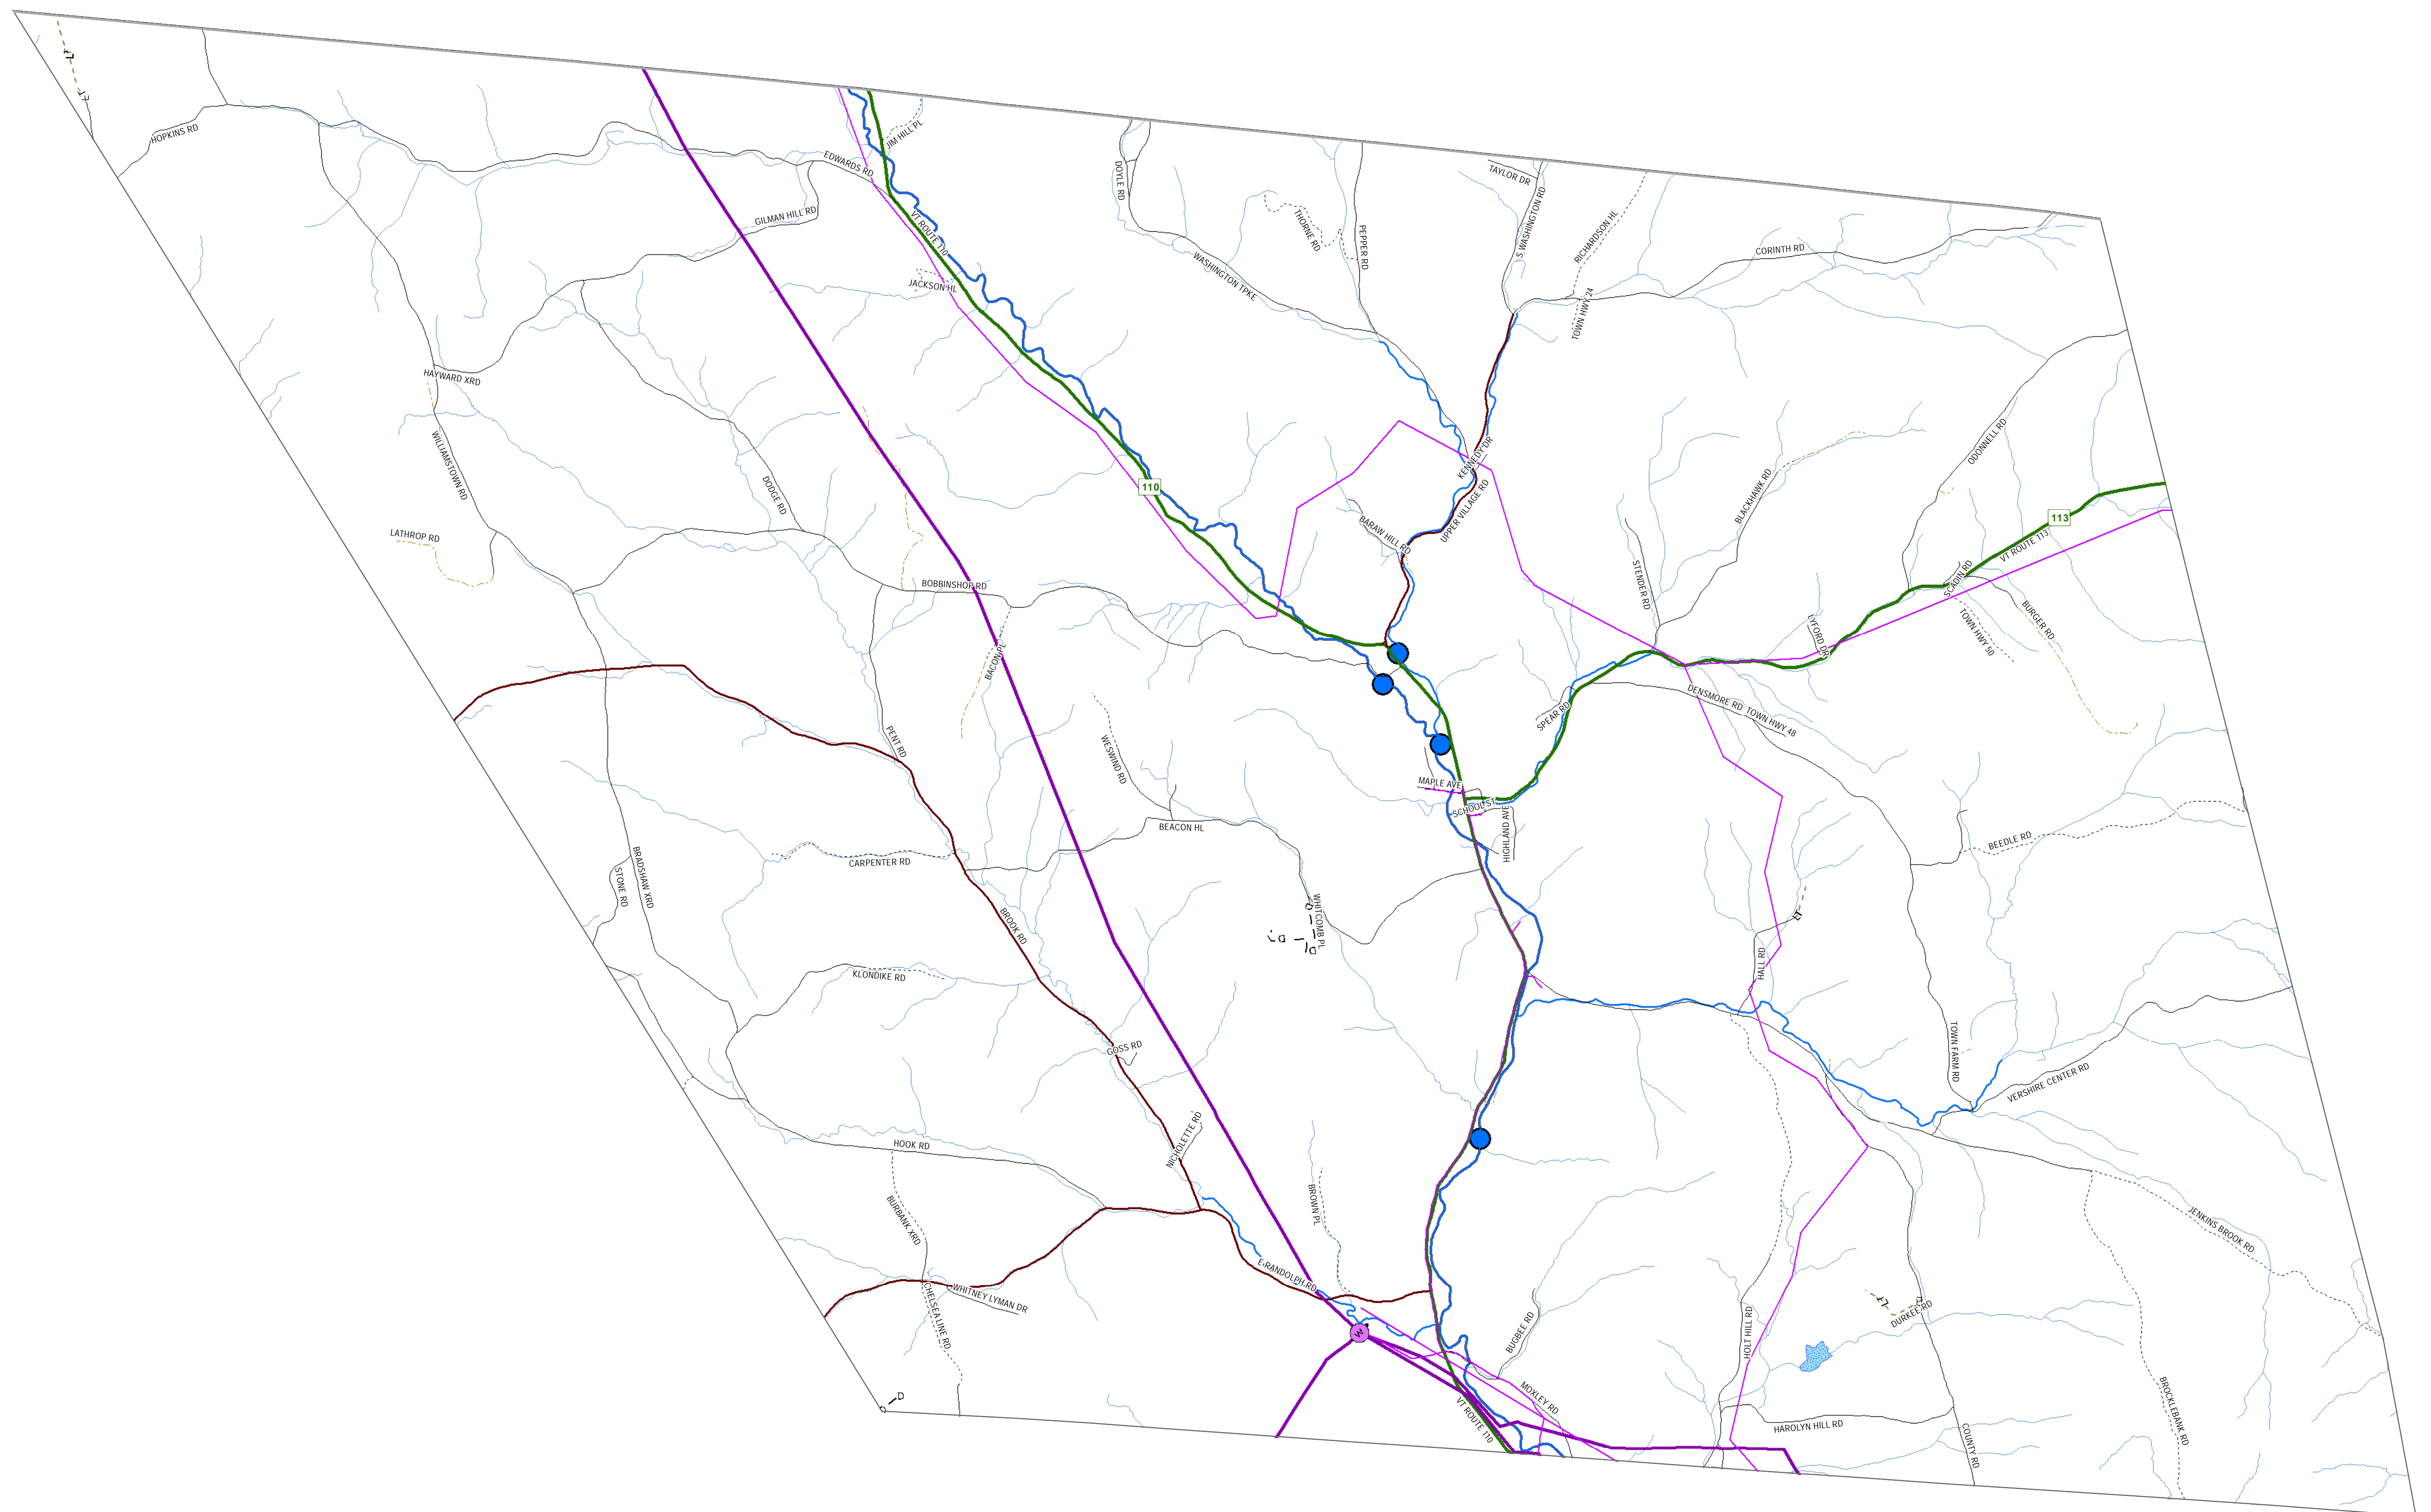 LT
LT
HOPKINS RD
JIM HILL PL
EDWARDS RD
DOYLE RD
TAYLOR DR
GILMAN HILL RD
VT ROUTE 110
THORNE RD
PEPPER RD
S. WASHINGTON RD
RICHARDSON HL
CORINTH RD
WASHINGTON TPKE
JACKSON HL
TOWN HWY 24
HAYWARD XRD
WILLIAMSTOWN RD
DODGE RD
110
KENNEDY DR
UPPER VILLAGE RD
BLACKHAWK RD
ODONNELL RD
LATHROP RD
BARAW HILL RD
113
VT ROUTE 113
BOBBINSHOP RD
STENDER RD
SCADIN RD
BURGER RD
TOWN HWY 50
LYFORD DR
BACON PL
DENSMORE RD
TOWN HWY 48
SPEAR RD
PENT RD
WESWIND RD
MAPLE AVE
SCHOOL ST
HIGHLAND AVE
BEACON HL
BEEDLE RD
CARPENTER RD
BRADSHAW XRD
STONE RD
WHITCOMB PL
BROOK RD
LT
HALL RD
KLONDIKE RD
GOSS RD
TOWN FARM RD
VERSHIRE CENTER RD
NICHOLETTE RD
HOOK RD
BURBANK XRD
BROWN PL
JENKINS BROOK RD
E RANDOLPH RD
WHITNEY LYMAN DR
CHELSEA LINE RD
LT
DURKEE RD
HOLT HILL RD
BUGBEE RD
W
MOXLEY RD
VT ROUTE 110
HAROLYN HILL RD
COUNTY RD
BROCKLEBANK RD
D